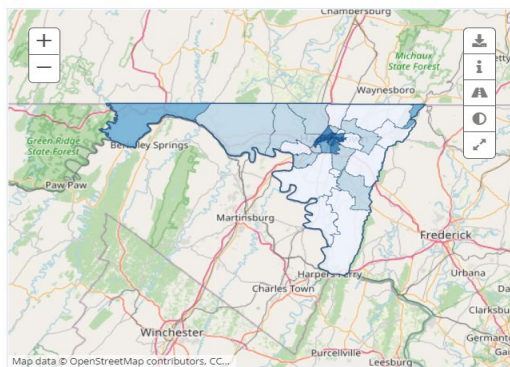 Chambersburg
+
−
Michaux
State Forest
Waynesboro
i
Green Ridge
State Forest
Berkeley Springs
Paw Paw
Martinsburg
Frederick
Harpers Ferry
Urbana
Charles Town
Clarksbu
Winchester
Purcellville
Germant
Leesburg
Map data © OpenStreetMap contributors, CC...